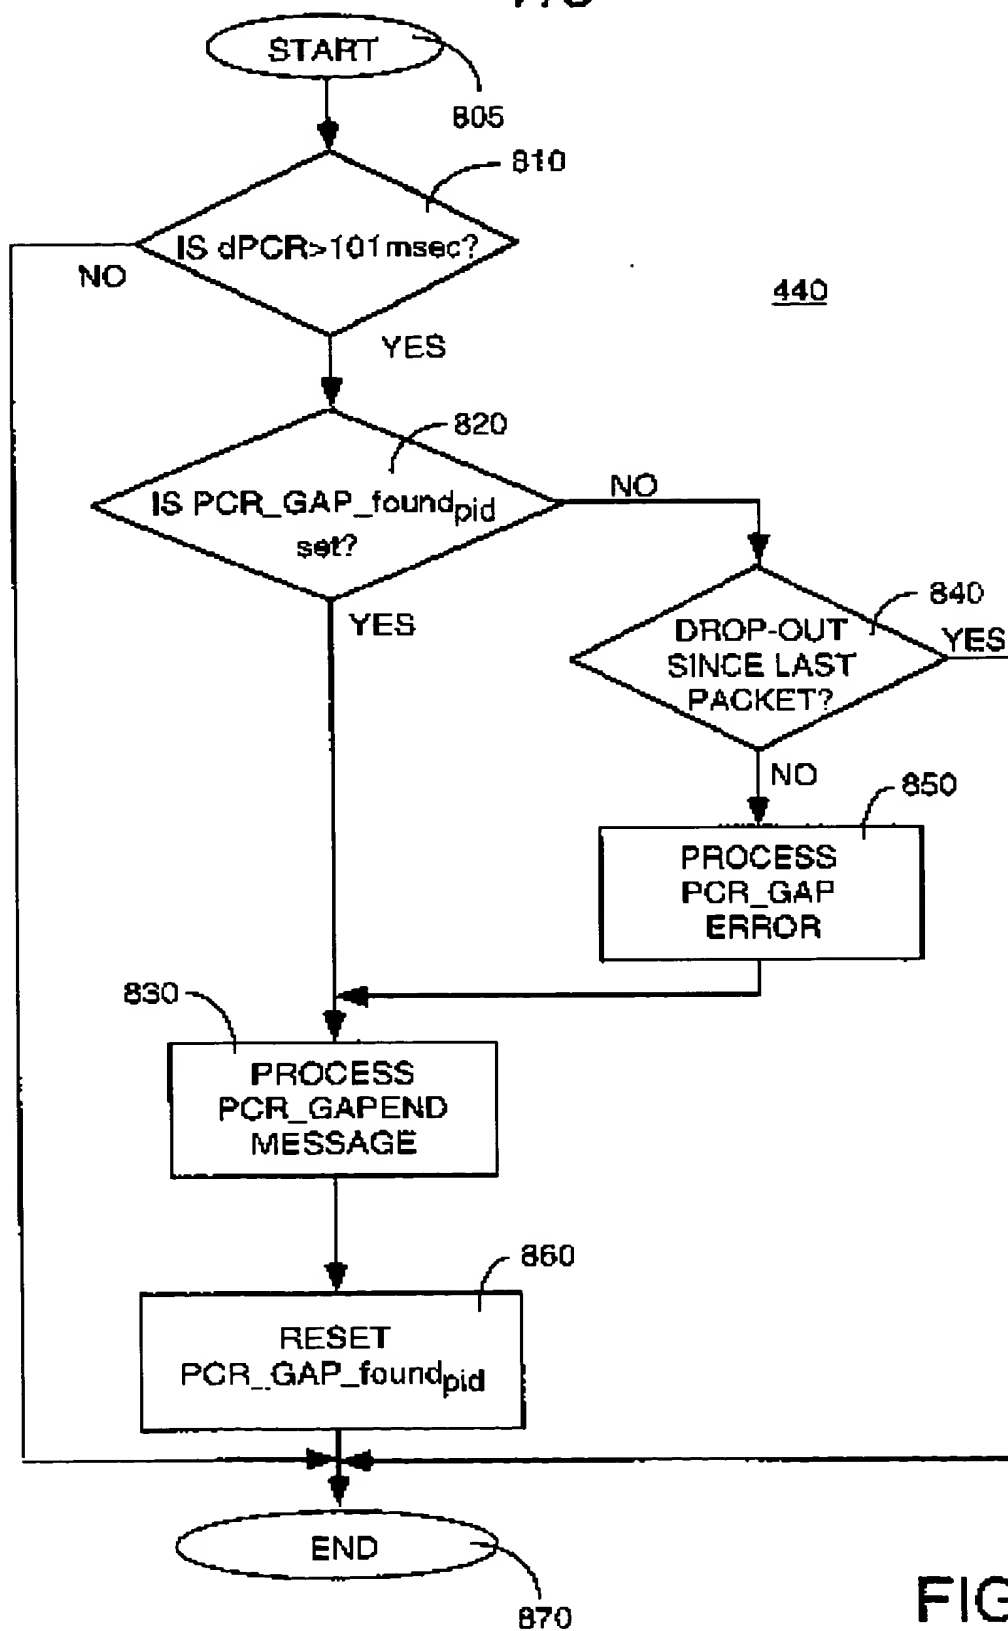 START
805
810
IS dPCR>101msec?
NO
440
YES
820
IS PCR_GAP_foundpid
set?
NO
YES
840
DROP-OUT
SINCE LAST
PACKET?
YES
NO
850
PROCESS
PCR_GAP
ERROR
830
PROCESS
PCR_GAPEND
MESSAGE
860
RESET
PCR_GAP_foundpid
END
870
FIG